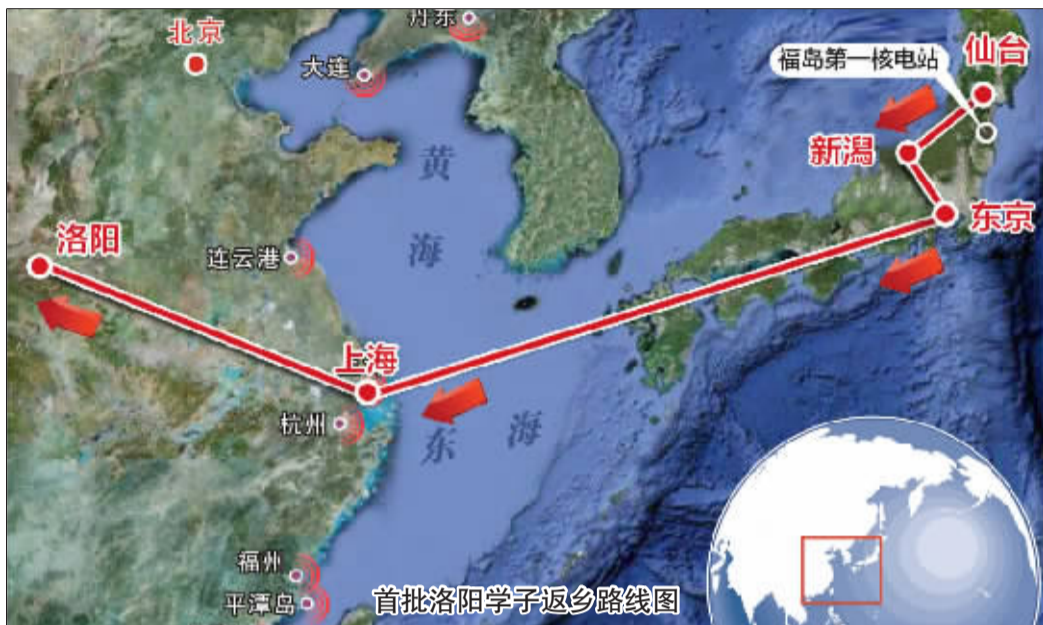 丹东
北京
大连
福岛第一核电站
仙台
新潟
黄
海
东京
洛阳
连云港
上海
杭州
东
海
福州
平潭岛
首批洛阳学子返乡路线图